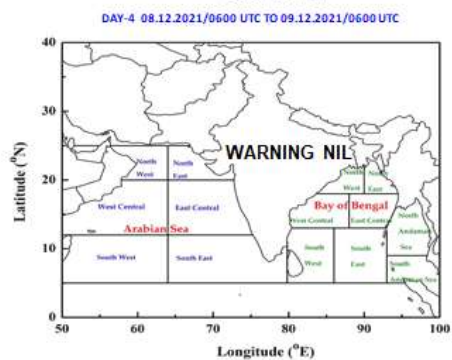 DAY-4 08.12.2021/0600 UTC TO 09.12.2021/0600 UTC
40
30
20
10
0
Latitude (°N)
WARNING NIL
North
West
North
East
West Central
East Central
Arabian Sea
South West
South East
North
West
North
East
Bay of Bengal
West Central
East Central
South
West
South
East
North
Andaman
Sea
South
Andaman Sea
50
60
70
80
90
100
Longitude (°E)